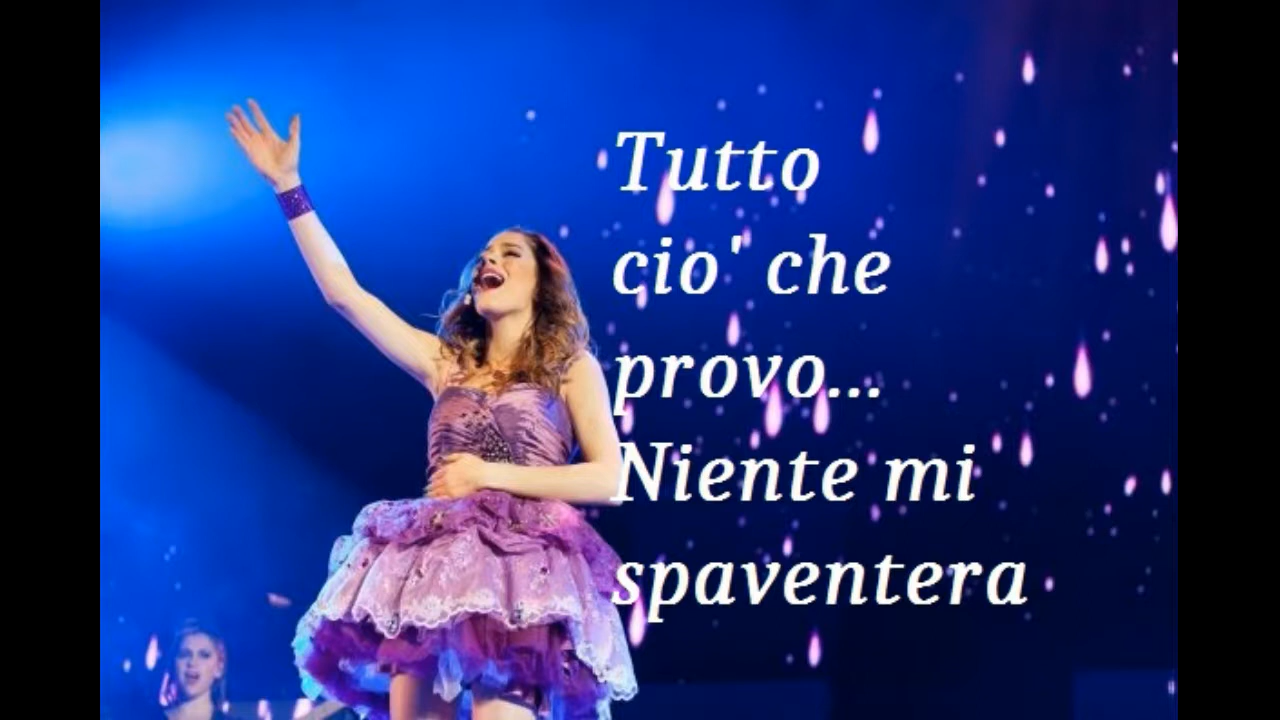 Tutto
cio' che
provo...
Niente mi
spaventera